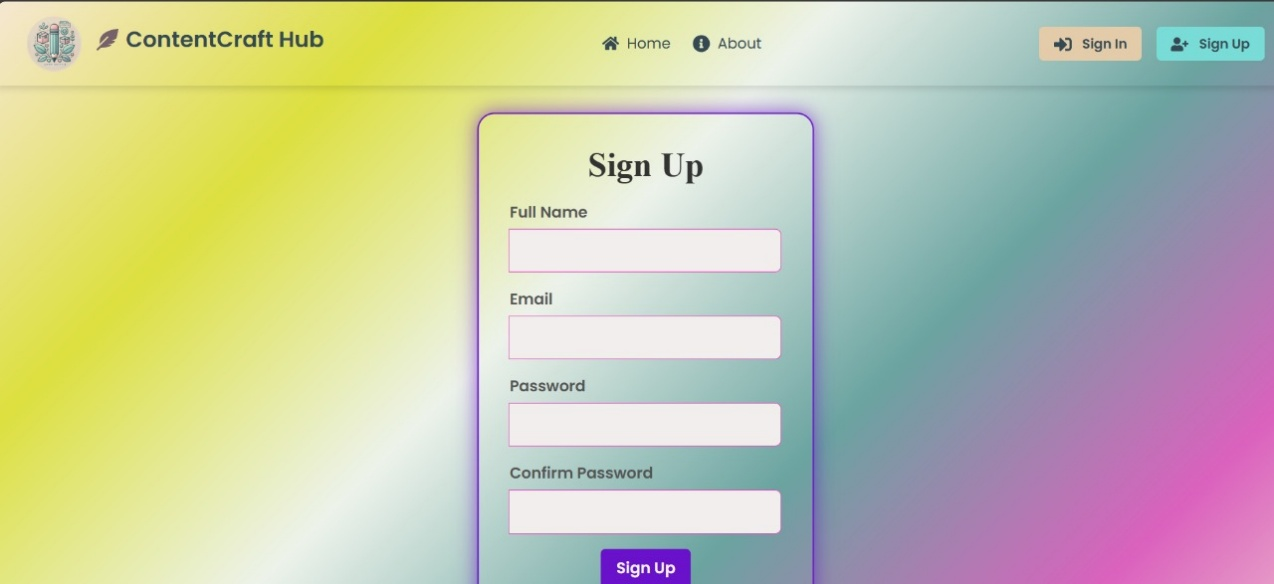 ContentCraft Hub
Home
About
Sign In
Sign Up
Sign Up
Full Name
Email
Password
Confirm Password
Sign Up